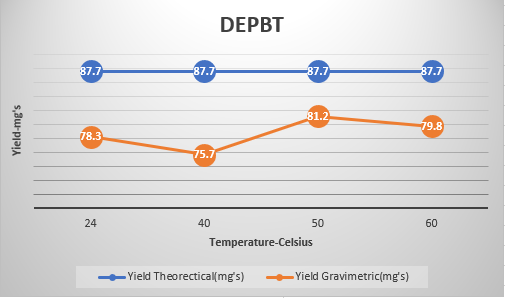 DEPBT
87.7 87.7 87.7 87.7
78.3 75.7 81.2 79.8
Yield-mg's
24 40 50 60
Temperature-Celsius
Yield Theorectical(mg's) Yield Gravimetric(mg's)